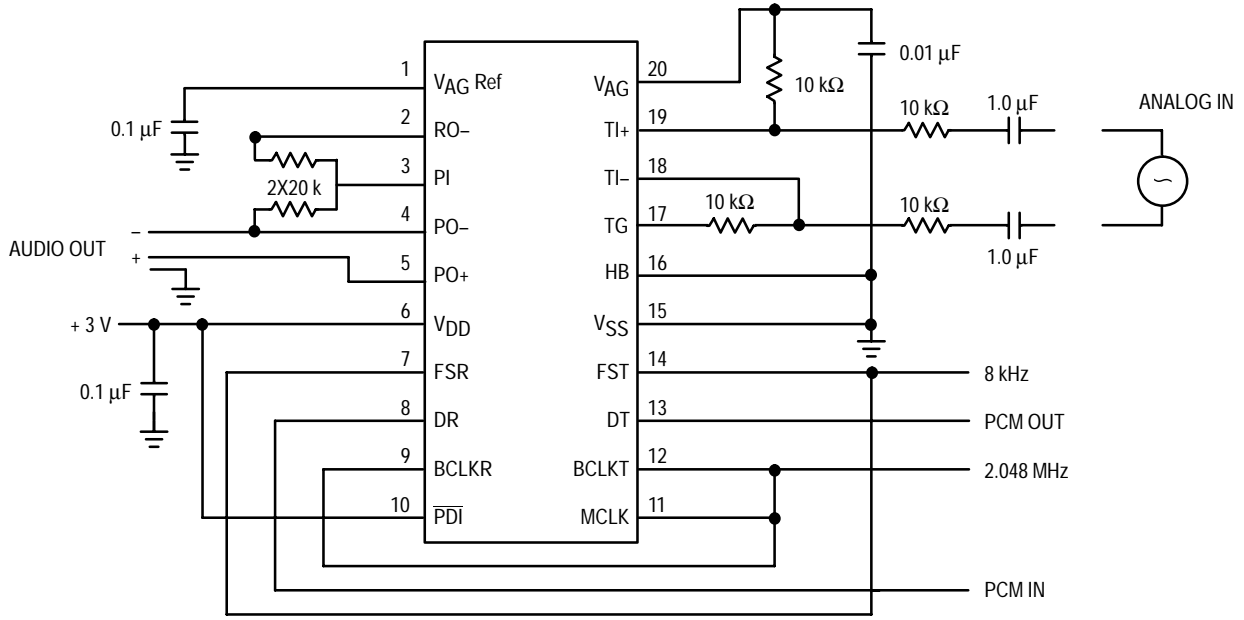 1
VAG Ref
0.1 μF
2
RO–
3
PI
2X20 k
4
PO–
AUDIO OUT
–
+
5
PO+
+ 3 V
6
VDD
7
FSR
0.1 μF
8
DR
9
BCLKR
10
PDI
20
VAG
0.01 μF
10 kΩ
19
TI+
10 kΩ
1.0 μF
ANALOG IN
18
TI–
17
TG
10 kΩ
10 kΩ
1.0 μF
16
HB
15
VSS
14
FST
8 kHz
13
DT
PCM OUT
12
BCLKT
2.048 MHz
11
MCLK
PCM IN